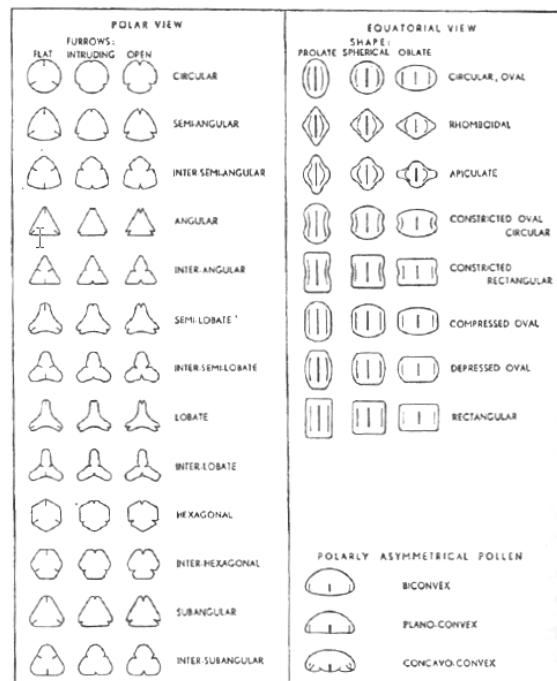 POLAR VIEW
FURROWS:
FLAT INTRUDING OPEN
CIRCULAR
SEMI-ANGULAR
INTER-SEMI-ANGULAR
ANGULAR
INTER-ANGULAR
SEMI-LOBATE
INTER-SEMI-LOBATE
LOBATE
INTER-LOBATE
HEXAGONAL
INTER-HEXAGONAL
SUBANGULAR
INTER-SUBANGULAR
EQUATORIAL VIEW
SHAPE:
PROLATE SPHERICAL OBLATE
CIRCULAR, OVAL
RHOMBOIDAL
APICULATE
CONSTRICTED OVAL
CIRCULAR
CONSTRICTED
RECTANGULAR
COMPRESSED OVAL
DEPRESSED OVAL
RECTANGULAR
POLARLY ASYMMETRICAL POLLEN
BICONVEX
PLANO-CONVEX
CONCAVO-CONVEX